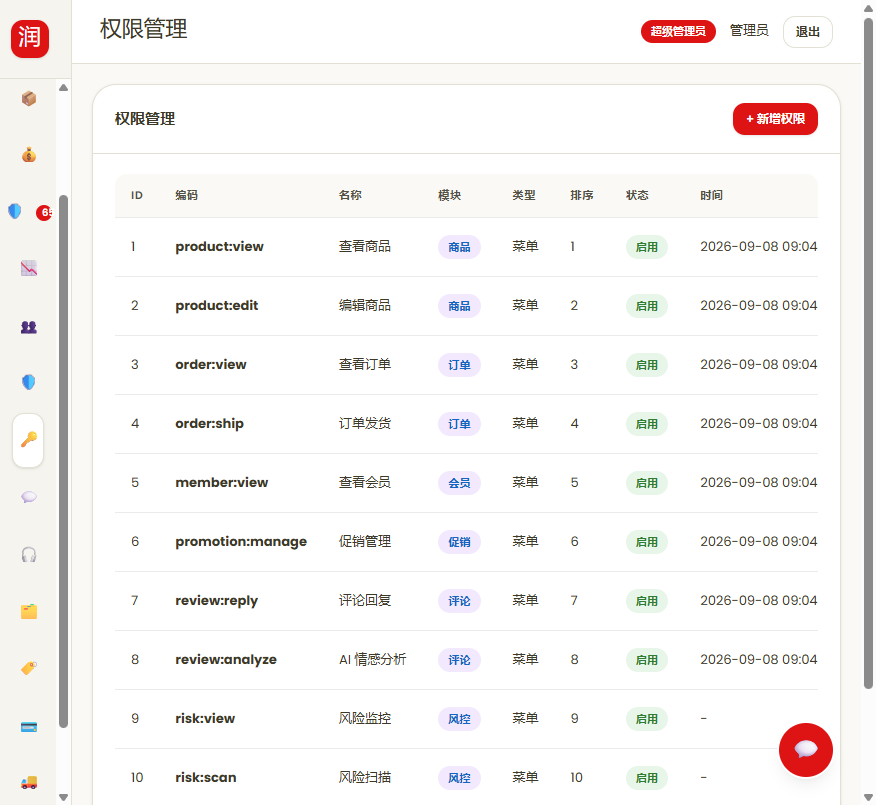 润
权限管理
超级管理员 管理员 退出
权限管理
+ 新增权限
ID 编码 名称 模块 类型 排序 状态 时间
1 product:view 查看商品 商品 菜单 1 启用 2026-09-08 09:04
2 product:edit 编辑商品 商品 菜单 2 启用 2026-09-08 09:04
3 order:view 查看订单 订单 菜单 3 启用 2026-09-08 09:04
4 order:ship 订单发货 订单 菜单 4 启用 2026-09-08 09:04
5 member:view 查看会员 会员 菜单 5 启用 2026-09-08 09:04
6 promotion:manage 促销管理 促销 菜单 6 启用 2026-09-08 09:04
7 review:reply 评论回复 评论 菜单 7 启用 2026-09-08 09:04
8 review:analyze AI 情感分析 评论 菜单 8 启用 2026-09-08 09:04
9 risk:view 风险监控 风控 菜单 9 启用 -
10 risk:scan 风险扫描 风控 菜单 10 启用 -